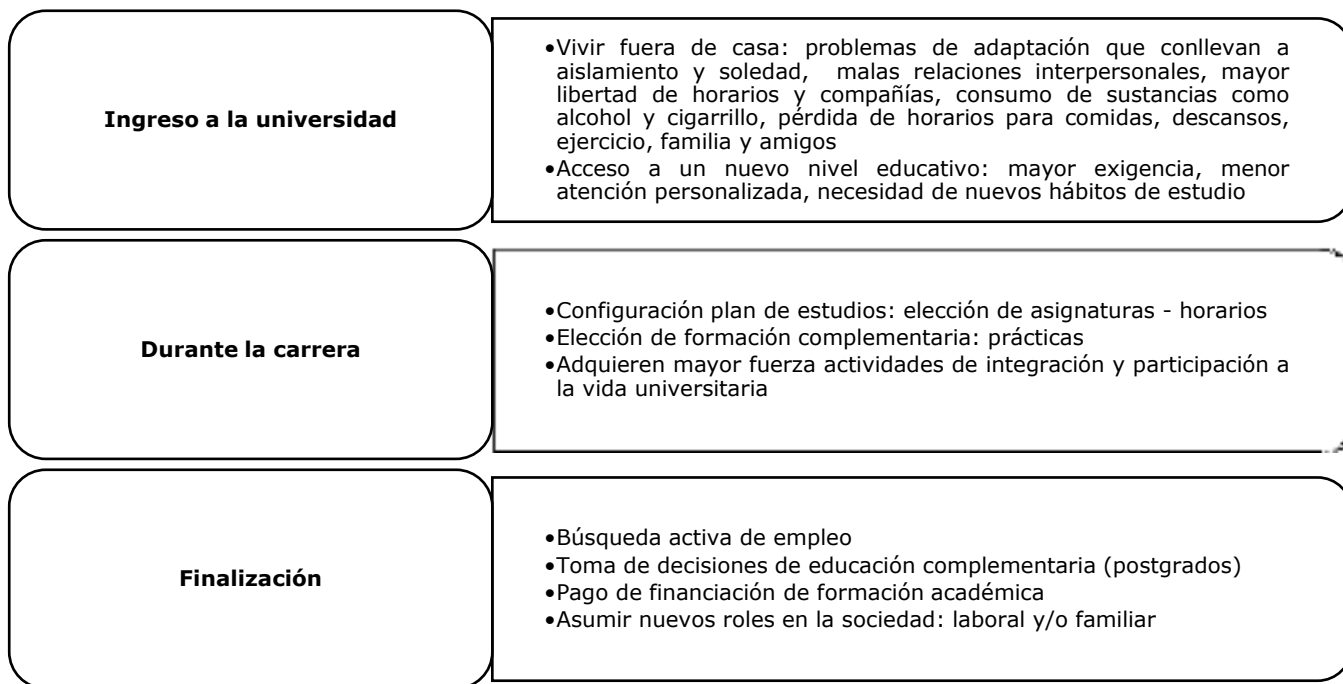 Ingreso a la universidad
•Vivir fuera de casa: problemas de adaptación que conllevan a
aislamiento y soledad, malas relaciones interpersonales, mayor
libertad de horarios y compañías, consumo de sustancias como
alcohol y cigarrillo, pérdida de horarios para comidas, descansos,
ejercicio, familia y amigos
•Acceso a un nuevo nivel educativo: mayor exigencia, menor
atención personalizada, necesidad de nuevos hábitos de estudio
Durante la carrera
•Configuración plan de estudios: elección de asignaturas - horarios
•Elección de formación complementaria: prácticas
•Adquieren mayor fuerza actividades de integración y participación a
la vida universitaria
Finalización
•Búsqueda activa de empleo
•Toma de decisiones de educación complementaria (postgrados)
•Pago de financiación de formación académica
•Asumir nuevos roles en la sociedad: laboral y/o familiar